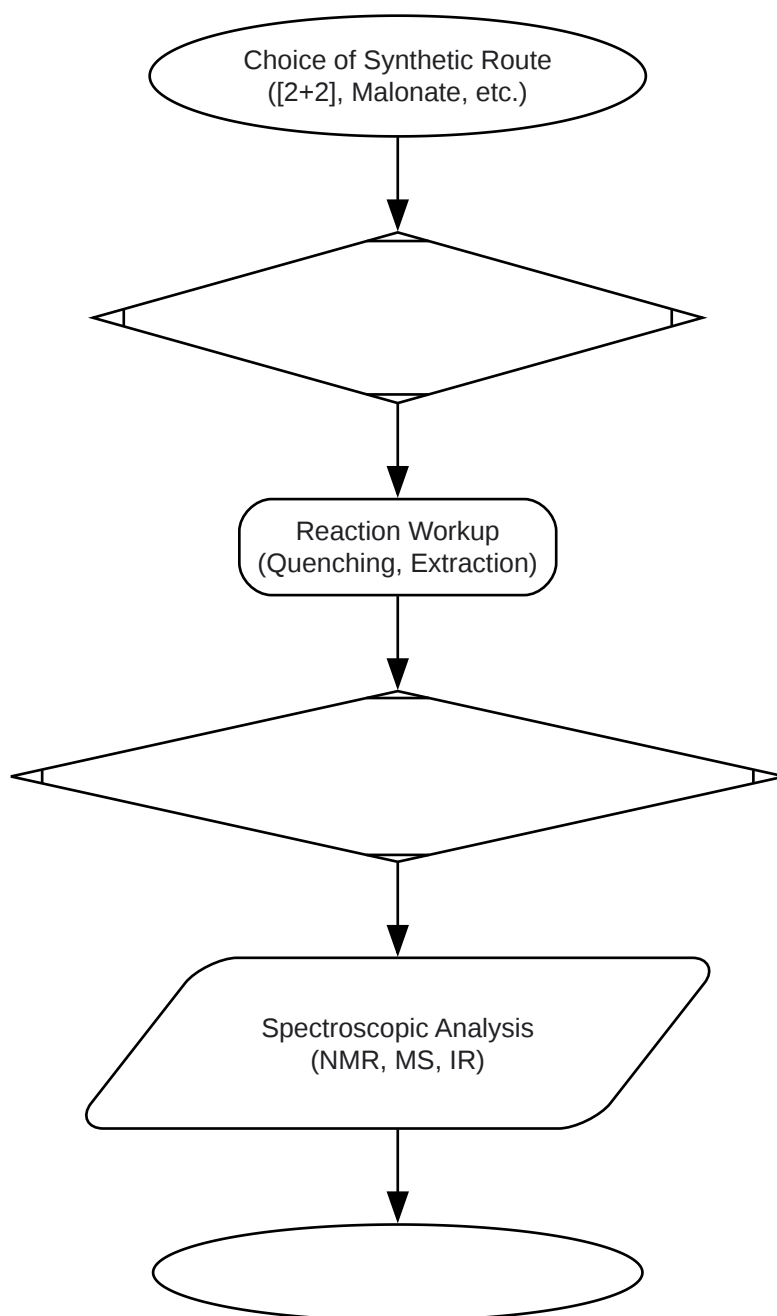 Choice of Synthetic Route
([2+2], Malonate, etc.)
Reaction Workup
(Quenching, Extraction)
Spectroscopic Analysis
(NMR, MS, IR)